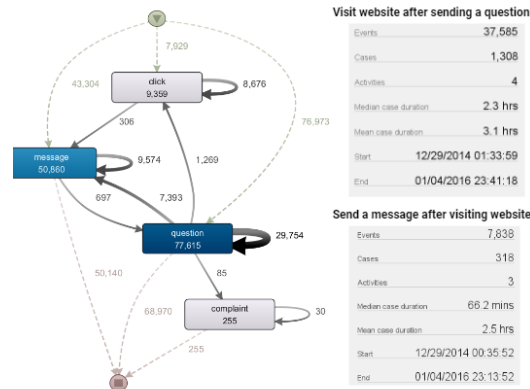 7,929
43,304
click
9,359
8,676
306
76,973
message
50,860
9,574
1,269
697
7,393
question
77,615
29,754
50,140
68,970
85
complaint
255
30
255
Visit website after sending a question
Events 37,585
Cases 1,308
Activities 4
Median case duration 2.3 hrs
Mean case duration 3.1 hrs
Start 12/29/2014 01:33:59
End 01/04/2016 23:41:18
Send a message after visiting website
Events 7,838
Cases 318
Activities 3
Median case duration 66.2 mins
Mean case duration 2.5 hrs
Start 12/29/2014 00:35:52
End 01/04/2016 23:13:52